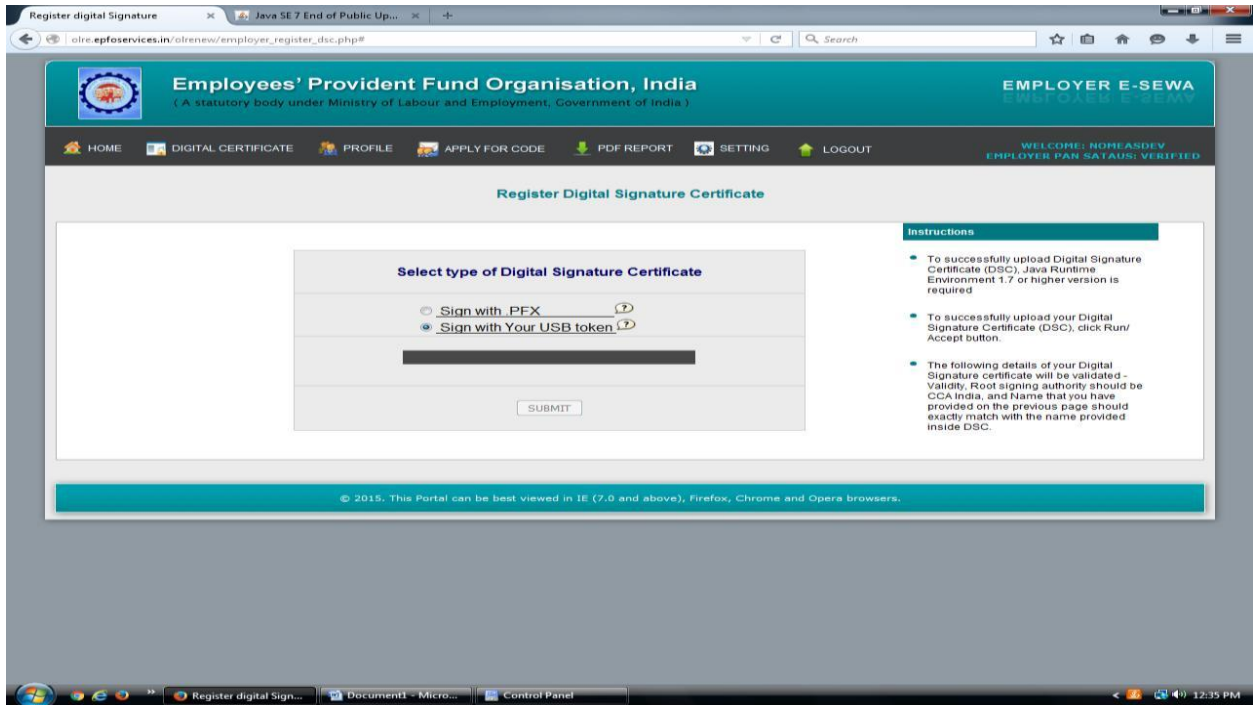 Register digital Signature
Java SE 7 End of Public Up...
olre.epfoservices.in/olrenew/employer_register_dsc.php#
Search
Employees' Provident Fund Organisation, India
( A statutory body under Ministry of Labour and Employment, Government of India )
EMPLOYER E-SEWA
HOME DIGITAL CERTIFICATE PROFILE APPLY FOR CODE PDF REPORT SETTING LOGOUT
WELCOME: NOMEASDEV
EMPLOYER PAN SATAUS: VERIFIED
Register Digital Signature Certificate
Select type of Digital Signature Certificate
Sign with .PFX
Sign with Your USB token
SUBMIT
Instructions
To successfully upload Digital Signature
Certificate (DSC), Java Runtime
Environment 1.7 or higher version is
required
To successfully upload your Digital
Signature Certificate (DSC), click Run/
Accept button.
The following details of your Digital
Signature certificate will be validated -
Validity, Root signing authority should be
CCA India, and Name that you have
provided on the previous page should
exactly match with the name provided
inside DSC.
© 2015. This Portal can be best viewed in IE (7.0 and above), Firefox, Chrome and Opera browsers.
Register digital Sign...
Document1 - Micro...
Control Panel
12:35 PM